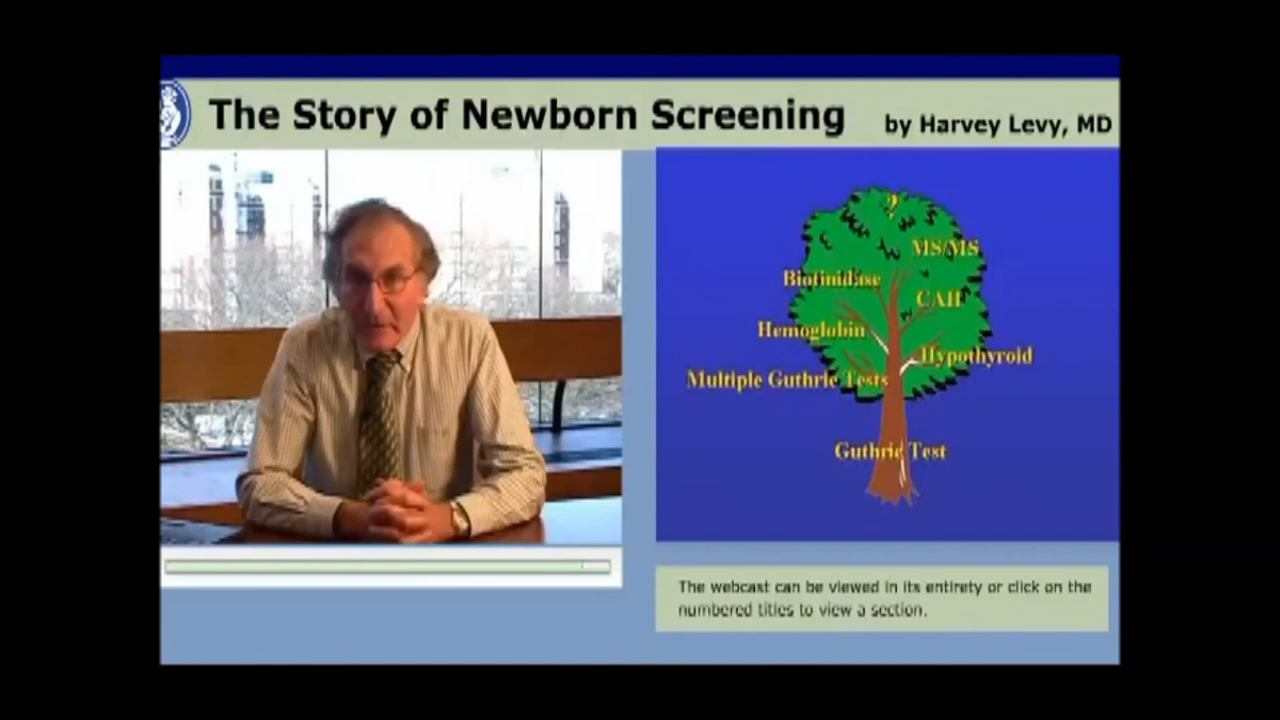 The Story of Newborn Screening
by Harvey Levy, MD
?
MS/MS
Biotinidase
CAH
Hemoglobin
Hypothyroid
Multiple Guthrie Tests
Guthrie Test
The webcast can be viewed in its entirety or click on the
numbered titles to view a section.